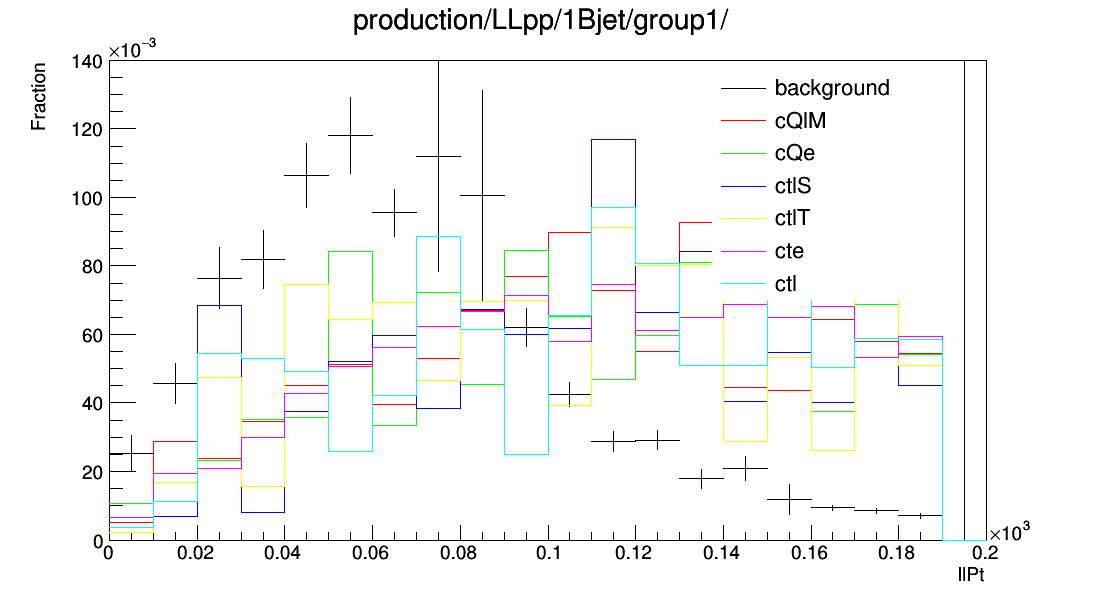 production/LLpp/1Bjet/group1/
×10−3
Fraction
140
120
100
80
60
40
20
0
background
cQlM
cQe
ctlS
ctlT
cte
ctl
0 0.02 0.04 0.06 0.08 0.1 0.12 0.14 0.16 0.18 0.2
×103
llPt